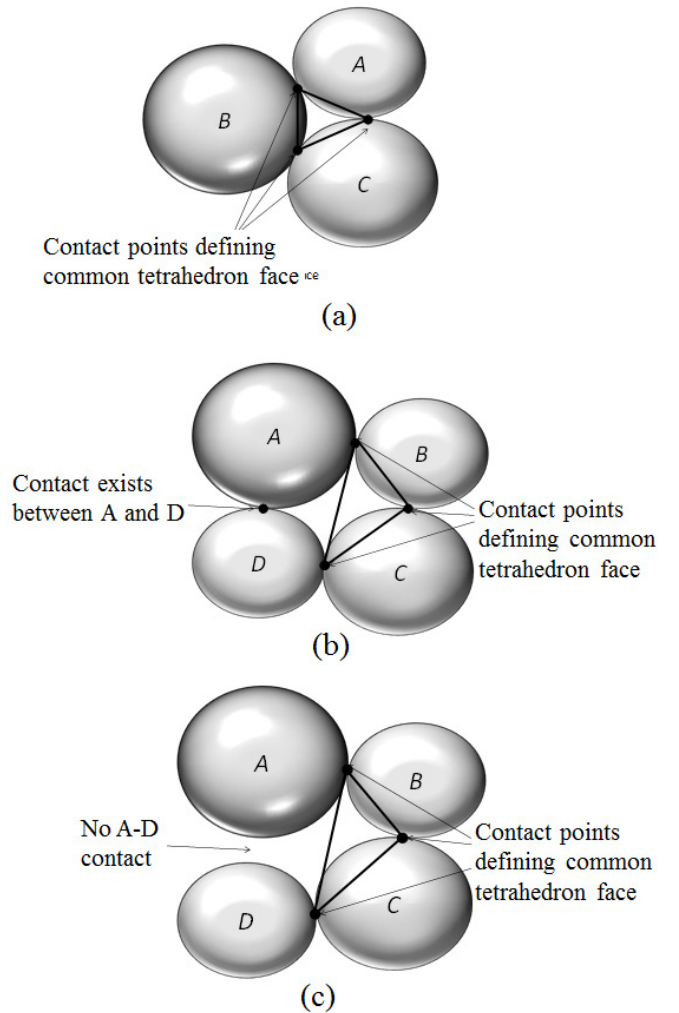 A
B
C
Contact points defining
common tetrahedron face ice
(a)
A
B
Contact exists
between A and D
Contact points
defining common
tetrahedron face
D
C
(b)
A
B
No A-D
contact
Contact points
defining common
tetrahedron face
D
C
(c)